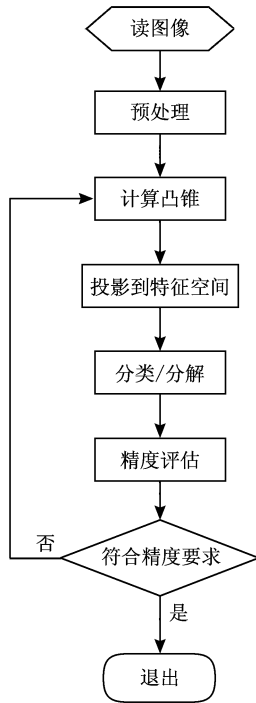 读图像
预处理
计算凸锥
投影到特征空间
分类/分解
精度评估
否
符合精度要求
是
退出